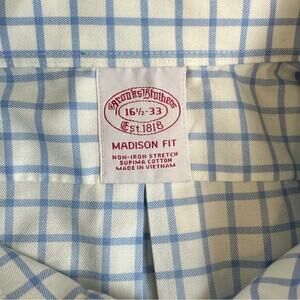 Brooks Brothers
16½-33
Est. 1818
MADISON FIT
NON-IRON STRETCH
SUPIMA COTTON
MADE IN VIETNAM